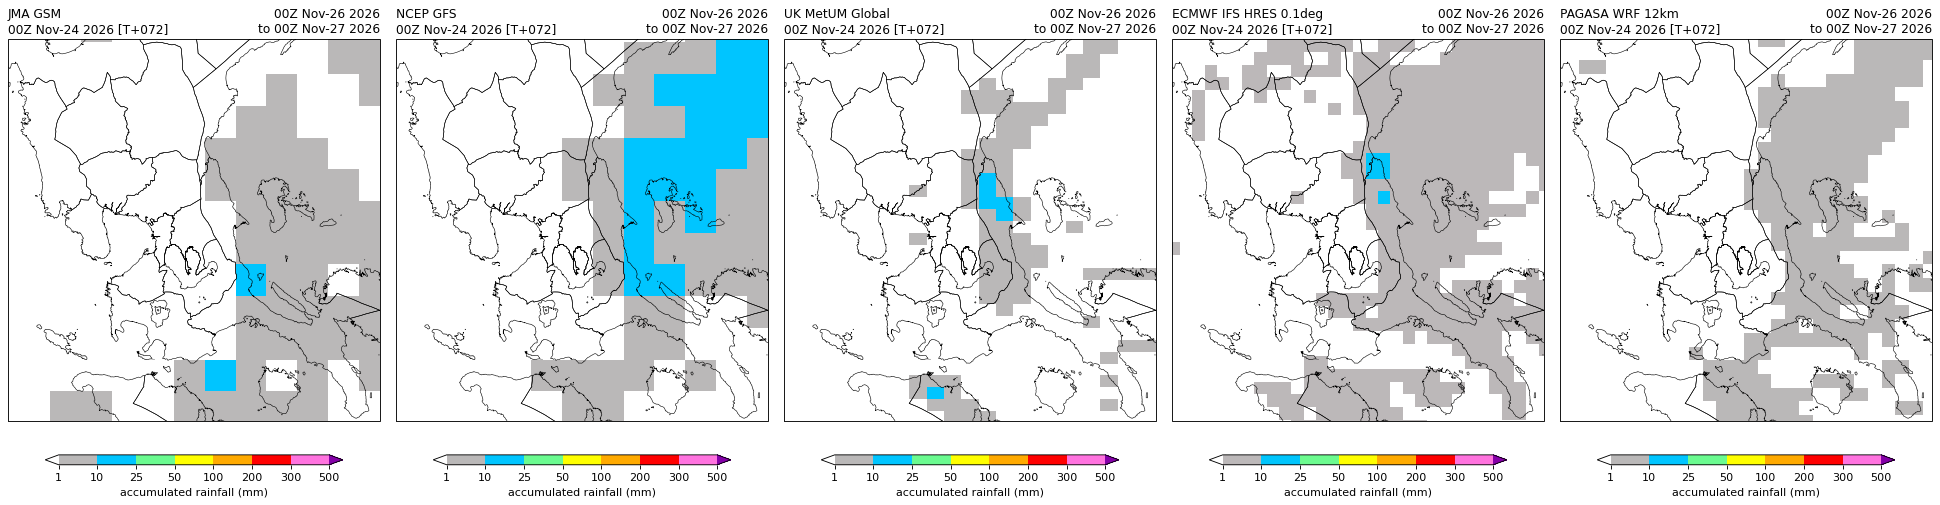 JMA GSM
00Z Nov-24 2026 [T+072]
00Z Nov-26 2026
to 00Z Nov-27 2026
NCEP GFS
00Z Nov-24 2026 [T+072]
00Z Nov-26 2026
to 00Z Nov-27 2026
UK MetUM Global
00Z Nov-24 2026 [T+072]
00Z Nov-26 2026
to 00Z Nov-27 2026
ECMWF IFS HRES 0.1deg
00Z Nov-24 2026 [T+072]
00Z Nov-26 2026
to 00Z Nov-27 2026
PAGASA WRF 12km
00Z Nov-24 2026 [T+072]
00Z Nov-26 2026
to 00Z Nov-27 2026
1 10 25 50 100 200 300 500
accumulated rainfall (mm)
1 10 25 50 100 200 300 500
accumulated rainfall (mm)
1 10 25 50 100 200 300 500
accumulated rainfall (mm)
1 10 25 50 100 200 300 500
accumulated rainfall (mm)
1 10 25 50 100 200 300 500
accumulated rainfall (mm)